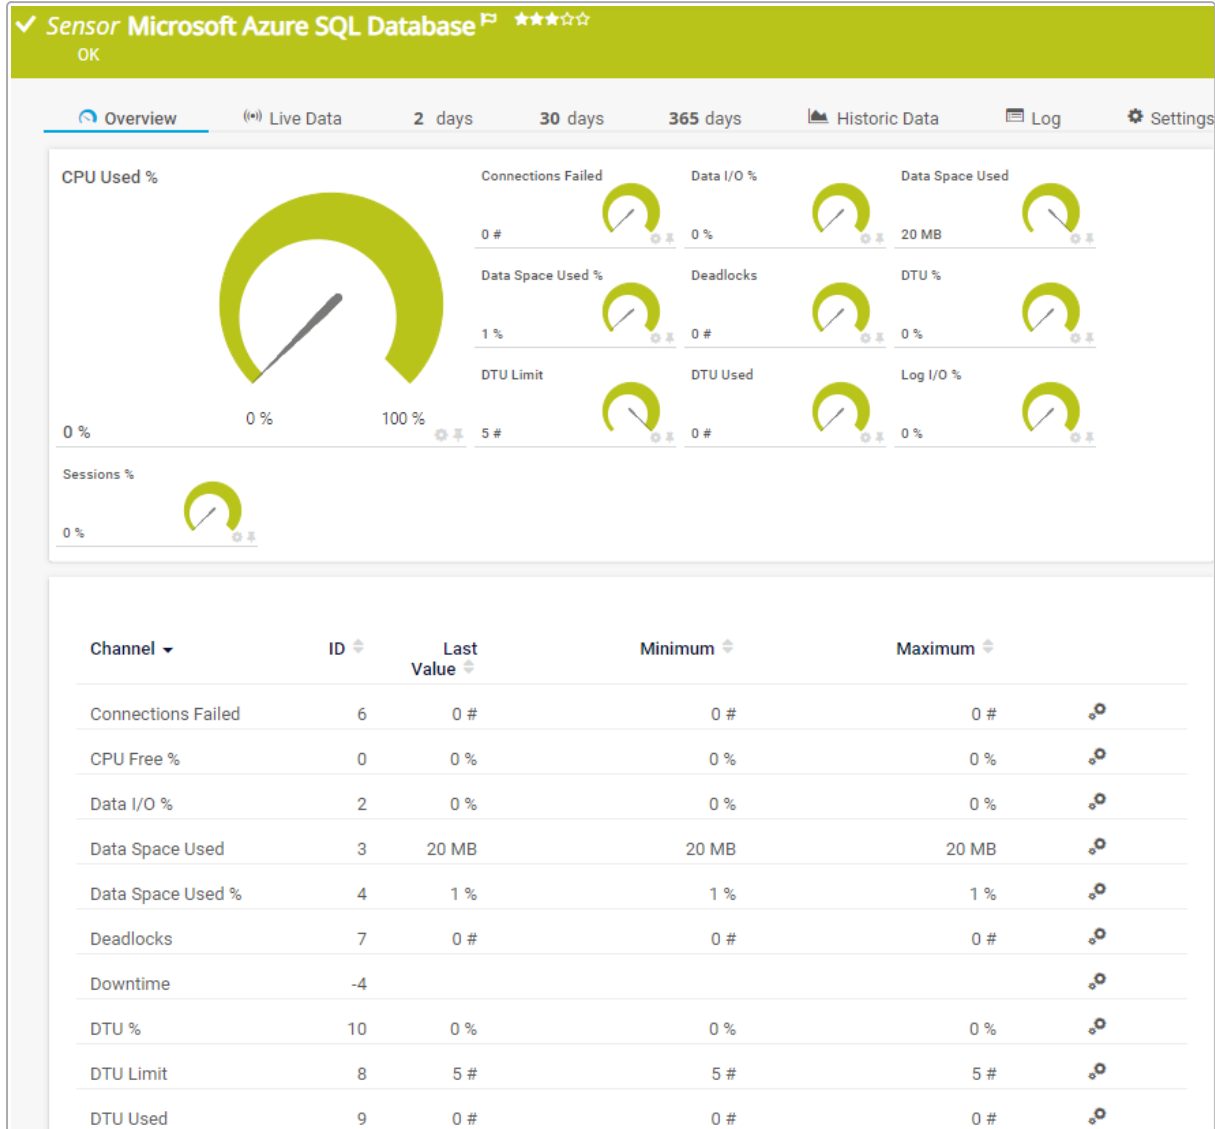 Sensor Microsoft Azure SQL Database
OK
Overview Live Data 2 days 30 days 365 days Historic Data Log Settings
CPU Used %
0 %
0 % 100 %
Connections Failed
0 #
Data I/O %
0 %
Data Space Used
20 MB
Data Space Used %
1 %
Deadlocks
0 #
DTU %
0 %
DTU Limit
5 #
DTU Used
0 #
Log I/O %
0 %
Sessions %
0 %
Channel ID Last Value Minimum Maximum
Connections Failed 6 0 # 0 # 0 #
CPU Free % 0 0 % 0 % 0 %
Data I/O % 2 0 % 0 % 0 %
Data Space Used 3 20 MB 20 MB 20 MB
Data Space Used % 4 1 % 1 % 1 %
Deadlocks 7 0 # 0 # 0 #
Downtime -4
DTU % 10 0 % 0 % 0 %
DTU Limit 8 5 # 5 # 5 #
DTU Used 9 0 # 0 # 0 #